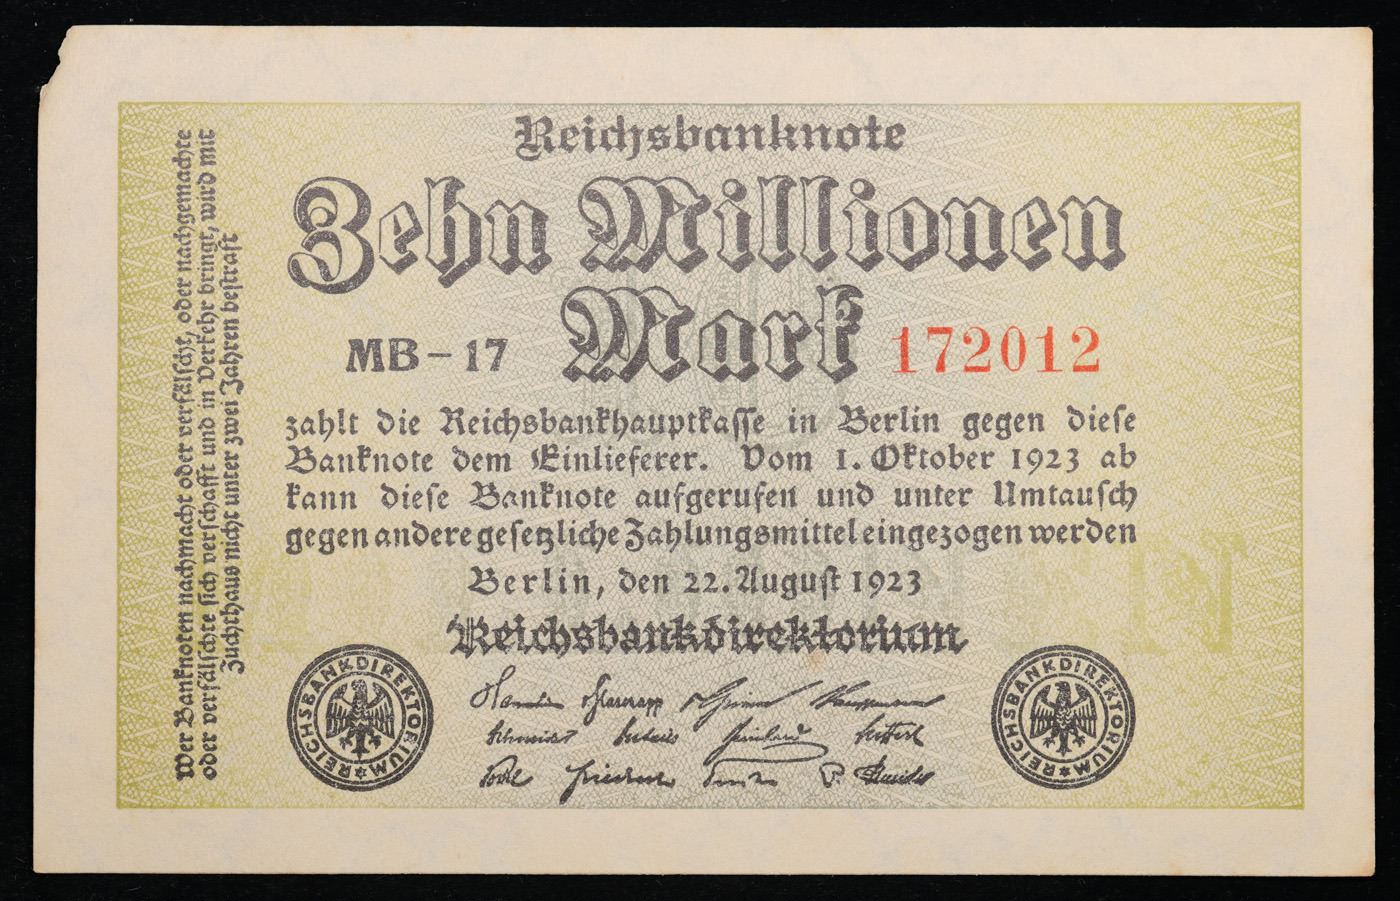 Reichsbanknote
Zehn Millionen
Mark
MB-17
172012
zahlt die Reichsbankhauptkasse in Berlin gegen diese
Banknote dem Einlieferer. Vom 1. Oktober 1923 ab
kann diese Banknote aufgerufen und unter Umtausch
gegen andere gesetzliche Zahlungsmittel eingezogen werden
Berlin, den 22. August 1923
Reichsbankdirektorium
REICHSBANKDIREKTORIUM
REICHSBANKDIREKTORIUM
Wer Banknoten nachmacht oder verfälscht, oder nachgemachte
oder verfälschte sich verschafft und in Verkehr bringt, wird mit
Zuchthaus nicht unter zwei Jahren bestraft